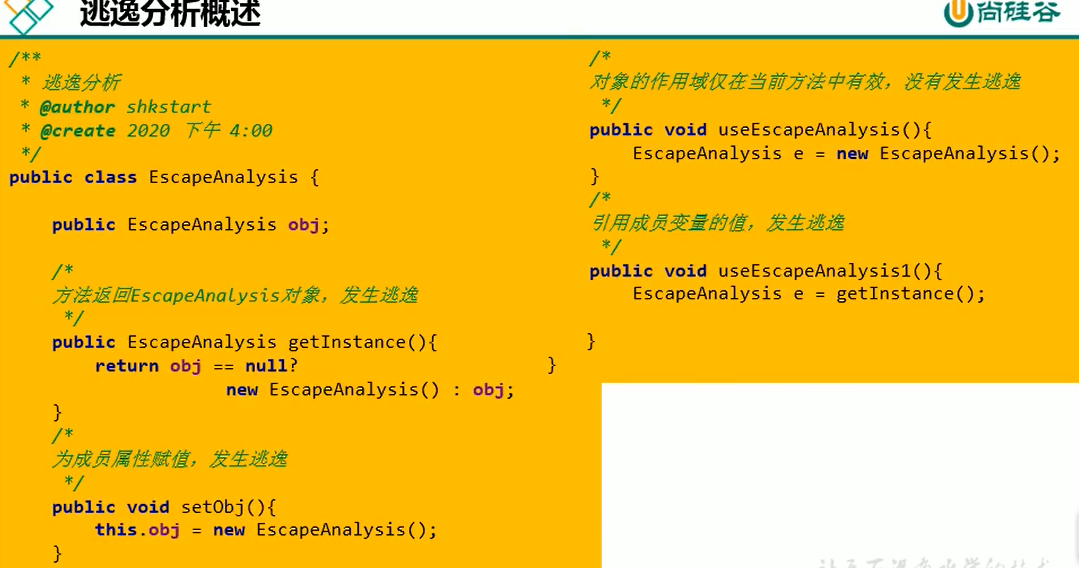 逃逸分析概述
尚硅谷
/**
* 逃逸分析
* @author shkstart
* @create 2020 下午 4:00
*/
public class EscapeAnalysis {
public EscapeAnalysis obj;
/*
方法返回EscapeAnalysis对象，发生逃逸
*/
public EscapeAnalysis getInstance(){
return obj == null?
new EscapeAnalysis() : obj;
}
/*
为成员属性赋值，发生逃逸
*/
public void setObj(){
this.obj = new EscapeAnalysis();
}
/*
对象的作用域仅在当前方法中有效，没有发生逃逸
*/
public void useEscapeAnalysis(){
EscapeAnalysis e = new EscapeAnalysis();
}
/*
引用成员变量的值，发生逃逸
*/
public void useEscapeAnalysis1(){
EscapeAnalysis e = getInstance();
}
}